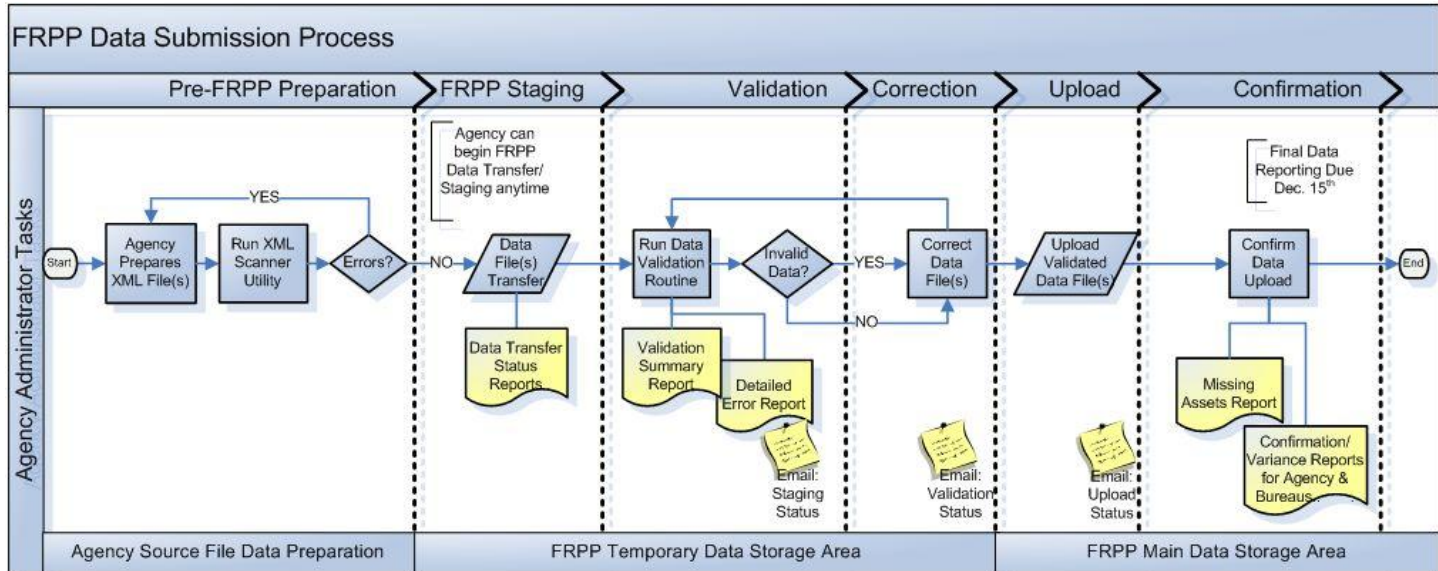 FRPP Data Submission Process
Pre-FRPP Preparation
FRPP Staging
Validation
Correction
Upload
Confirmation
Agency Administrator Tasks
Agency can
begin FRPP
Data Transfer/
Staging anytime
Final Data
Reporting Due
Dec. 15th
YES
Start
Agency
Prepares
XML File(s)
Run XML
Scanner
Utility
Errors?
NO
Data
File(s)
Transfer
Run Data
Validation
Routine
Invalid
Data?
YES
NO
Correct
Data
File(s)
Upload
Validated
Data File(s)
Confirm
Data
Upload
End
Data Transfer
Status
Reports
Validation
Summary
Report
Detailed
Error Report
Missing
Assets Report
Confirmation/
Variance Reports
for Agency &
Bureaus..
Email:
Staging
Status
Email:
Validation
Status
Email:
Upload
Status
Agency Source File Data Preparation
FRPP Temporary Data Storage Area
FRPP Main Data Storage Area